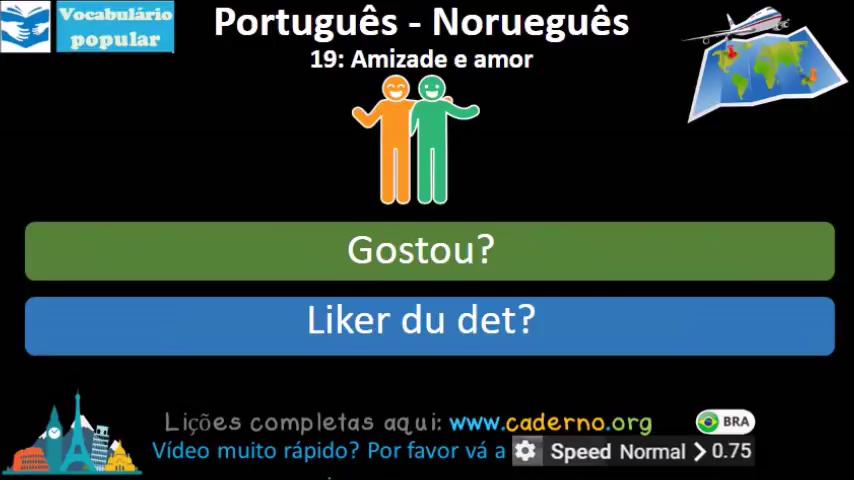 Vocabulário
popular
Português - Norueguês
19: Amizade e amor
Gostou?
Liker du det?
Lições completas aqui: www.caderno.org
BRA
Vídeo muito rápido? Por favor vá a Speed Normal > 0.75